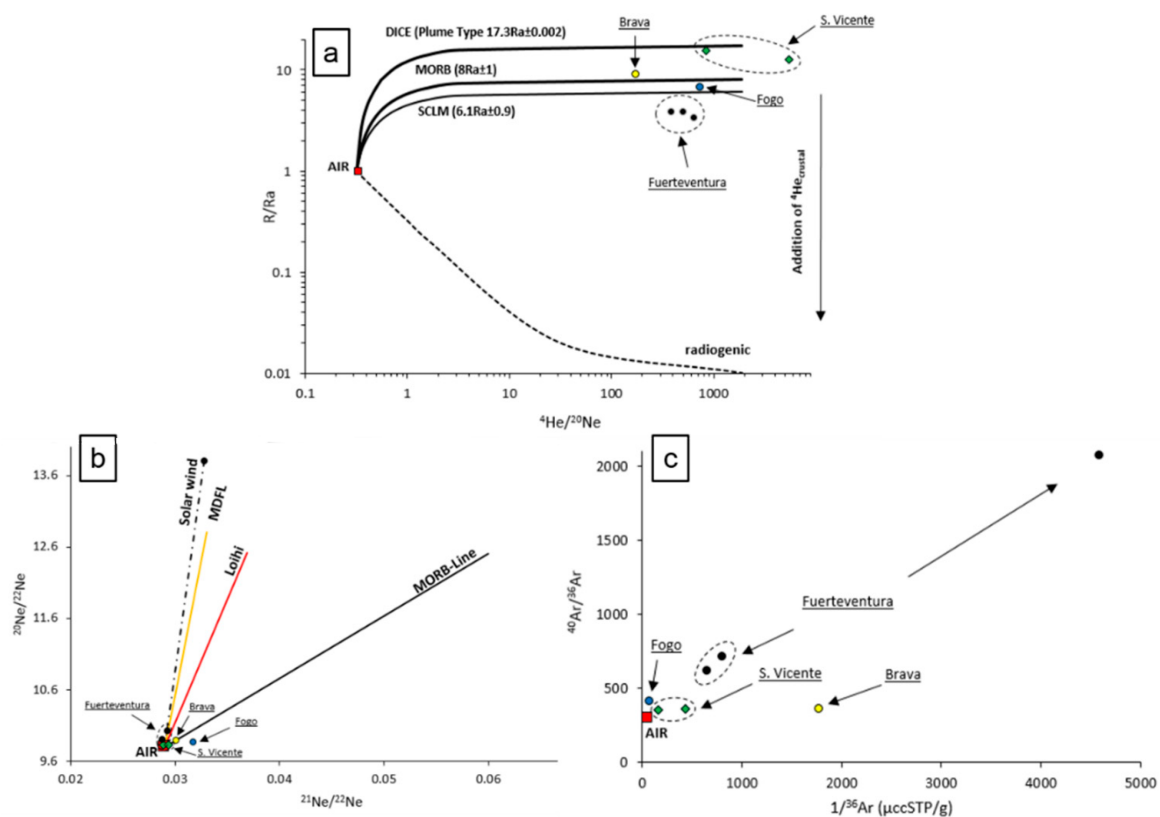 a
DICE (Plume Type 17.3Ra±0.002)
Brava
S. Vicente
MORB (8Ra±1)
SCLM (6.1Ra±0.9)
Fogo
Fuerteventura
AIR
radiogenic
Addition of ⁴He_crustal
R/Ra
10
1
0.1
0.01
0.1
1
10
100
1000
⁴He/²⁰Ne
b
Solar wind
MDFL
Loihi
MORB-Line
Fuerteventura
Brava
Fogo
S. Vicente
AIR
²⁰Ne/²²Ne
13.6
12.6
11.6
10.6
9.6
0.02
0.03
0.04
0.05
0.06
²¹Ne/²²Ne
c
Fuerteventura
Fogo
S. Vicente
Brava
AIR
⁴⁰Ar/³⁶Ar
2000
1500
1000
500
0
0
1000
2000
3000
4000
5000
1/³⁶Ar (μccSTP/g)